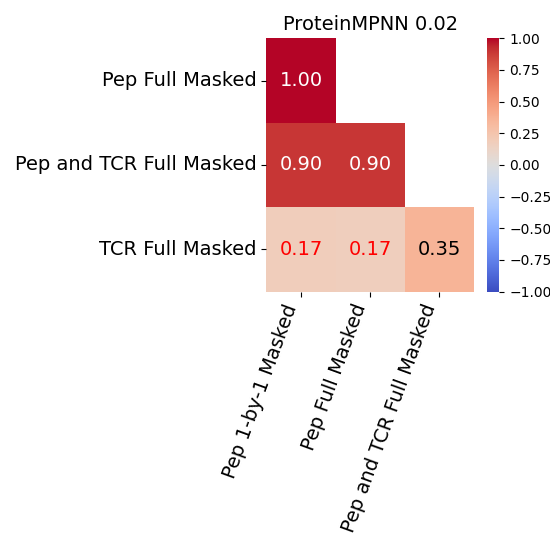 ProteinMPNN 0.02
Pep Full Masked
1.00
Pep and TCR Full Masked
0.90 0.90
TCR Full Masked
0.17 0.17 0.35
Pep 1-by-1 Masked
Pep Full Masked
Pep and TCR Full Masked
1.00
0.75
0.50
0.25
0.00
−0.25
−0.50
−0.75
−1.00